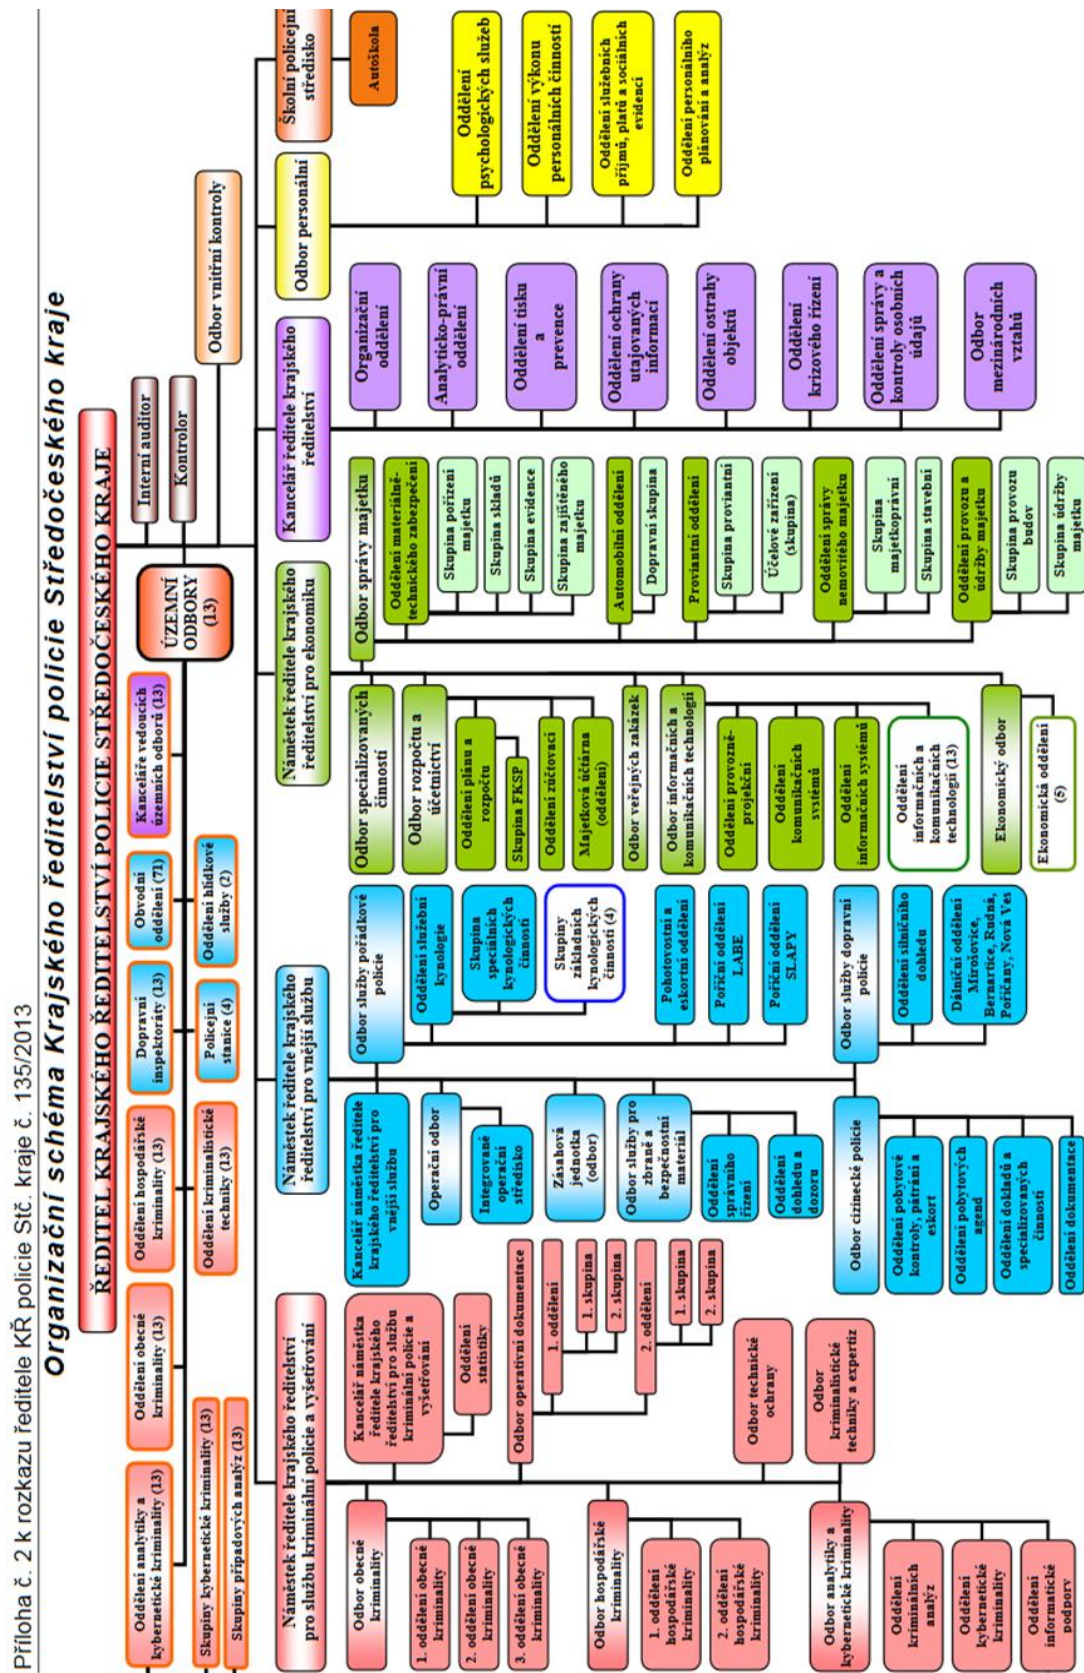 Příloha č. 2 k rozkazu ředitele KŘ policie Stč. kraje č. 135/2013
Organizační schéma Krajského ředitelství policie Středočeského kraje
ŘEDITEL KRAJSKÉHO ŘEDITELSTVÍ POLICIE STŘEDOČESKÉHO KRAJE
Interní auditor
Kontrolor
Odbor vnitřní kontroly
ÚZEMNÍ
ODBORY
(13)
Oddělení analytiky a
kybernetické kriminality (13)
Oddělení obecné
kriminality (13)
Oddělení hospodářské
kriminality (13)
Dopravní
inspektoráty (13)
Obvodní
oddělení (71)
Kanceláře vedoucích
územních odborů (13)
Skupiny kybernetické kriminality (13)
Skupiny případových analýz (13)
Oddělení kriminalistické
techniky (13)
Policejní
stanice (4)
Oddělení hlídkové
služby (2)
Náměstek ředitele krajského ředitelství
pro službu kriminální policie a vyšetřování
Odbor obecné
kriminality
1. oddělení obecné
kriminality
2. oddělení obecné
kriminality
3. oddělení obecné
kriminality
Odbor hospodářské
kriminality
1. oddělení
hospodářské
kriminality
2. oddělení
hospodářské
kriminality
Odbor analytiky a
kybernetické kriminality
Oddělení
kriminálních
analýz
Oddělení
kybernetické
kriminality
Oddělení
informatické
podpory
Kancelář náměstka
ředitele krajského
ředitelství pro službu
kriminální policie a
vyšetřování
Oddělení
statistiky
Odbor operativní dokumentace
1. oddělení
1. skupina
2. skupina
2. oddělení
1. skupina
2. skupina
Odbor technické
ochrany
Odbor
kriminalistické
techniky a expertiz
Náměstek ředitele krajského
ředitelství pro vnější službu
Kancelář náměstka ředitele
krajského ředitelství pro
vnější službu
Operační odbor
Integrované
operační
středisko
Zásahová
jednotka
(odbor)
Odbor služby pro
zbraně a
bezpečnostní
materiál
Oddělení
správního
řízení
Oddělení
dohledu a
dozoru
Odbor cizinecké policie
Oddělení pobytové
kontroly, pátrání a
eskort
Oddělení pobytových
agend
Oddělení dokladů a
specializovaných
činností
Oddělení dokumentace
Odbor služby pořádkové
policie
Oddělení služební
kynologie
Skupina
speciálních
kynologických
činností
Skupiny
základních
kynologických
činností (4)
Pohotovostní a
eskortní oddělení
Poříční oddělení
LABE
Poříční oddělení
SLAPY
Odbor služby dopravní
policie
Oddělení silničního
dohledu
Dálniční oddělení
Mirošovice,
Bernartice, Rudná,
Poříčany, Nová Ves
Náměstek ředitele krajského
ředitelství pro ekonomiku
Odbor specializovaných
činností
Odbor rozpočtu a
účetnictví
Oddělení plánu a
rozpočtu
Skupina FKSP
Oddělení zúčtovací
Majetková účtárna
(oddělení)
Odbor veřejných zakázek
Odbor informačních a
komunikačních technologií
Oddělení provozně-
projekční
Oddělení
komunikačních
systémů
Oddělení
informačních systémů
Oddělení
informačních a
komunikačních
technologií (13)
Ekonomický odbor
Ekonomická oddělení
(5)
Odbor správy majetku
Oddělení materiálně-
technického zabezpečení
Skupina pořízení
majetku
Skupina skladů
Skupina evidence
Skupina zajištěného
majetku
Automobilní oddělení
Dopravní skupina
Proviantní oddělení
Skupina proviantní
Účelové zařízení
(skupina)
Oddělení správy
nemovitého majetku
Skupina
majetkoprávní
Skupina stavební
Oddělení provozu a
údržby majetku
Skupina provozu
budov
Skupina údržby
majetku
Kancelář ředitele krajského
ředitelství
Organizační
oddělení
Analyticko-právní
oddělení
Oddělení tisku
a
prevence
Oddělení ochrany
utajovaných
informací
Oddělení ostrahy
objektů
Oddělení
krizového řízení
Oddělení správy a
kontroly osobních
údajů
Odbor
mezinárodních
vztahů
Odbor personální
Oddělení
psychologických služeb
Oddělení výkonu
personálních činností
Oddělení služebních
příjmů, platů a sociálních
evidencí
Oddělení personálního
plánování a analýz
Školní policejní
středisko
Autoškola